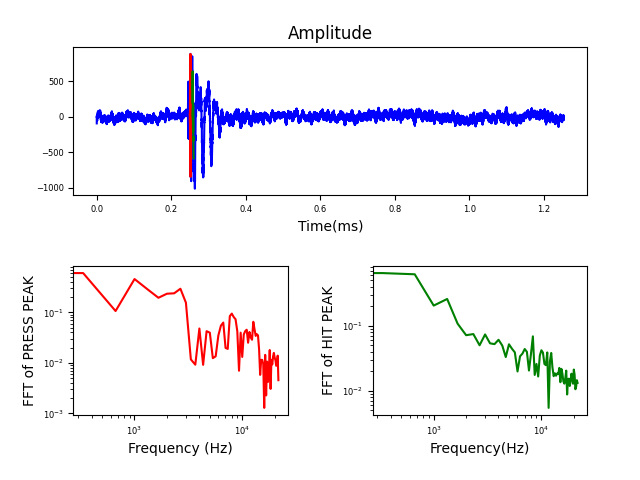 Amplitude
500
0
−500
−1000
0.0 0.2 0.4 0.6 0.8 1.0 1.2
Time(ms)
FFT of PRESS PEAK
10⁻¹
10⁻²
10⁻³
10³ 10⁴
Frequency (Hz)
FFT of HIT PEAK
10⁻¹
10⁻²
10³ 10⁴
Frequency(Hz)